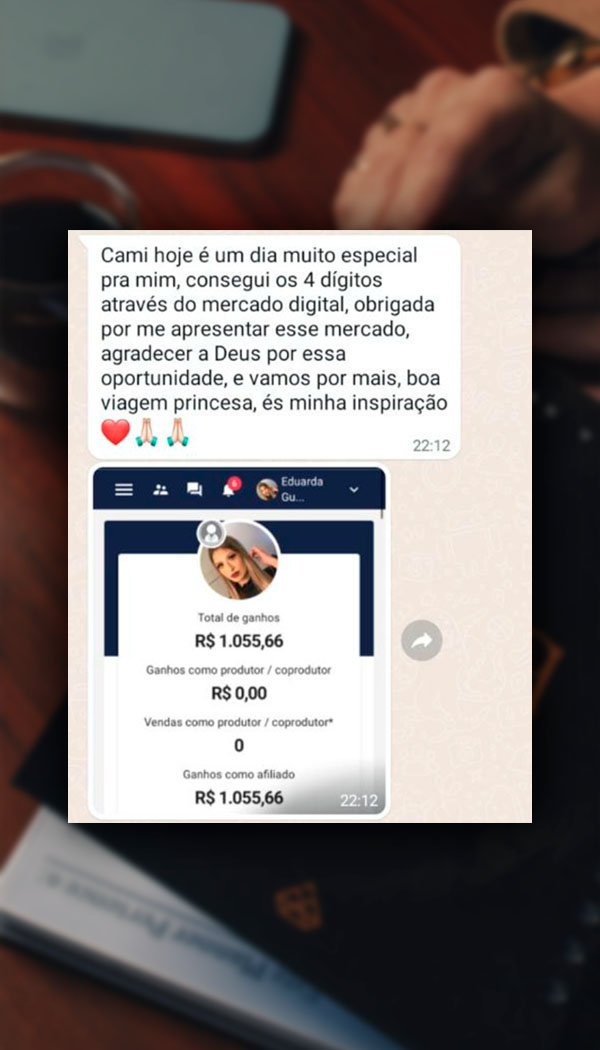 Cami hoje é um dia muito especial
pra mim, consegui os 4 dígitos
através do mercado digital, obrigada
por me apresentar esse mercado,
agradecer a Deus por essa
oportunidade, e vamos por mais, boa
viagem princesa, és minha inspiração
❤️🙏🏻🙏🏻
22:12
6
Eduarda
Gu...
Total de ganhos
R$ 1.055,66
Ganhos como produtor / coprodutor
R$ 0,00
Vendas como produtor / coprodutor*
0
Ganhos como afiliado
R$ 1.055,66
22:12